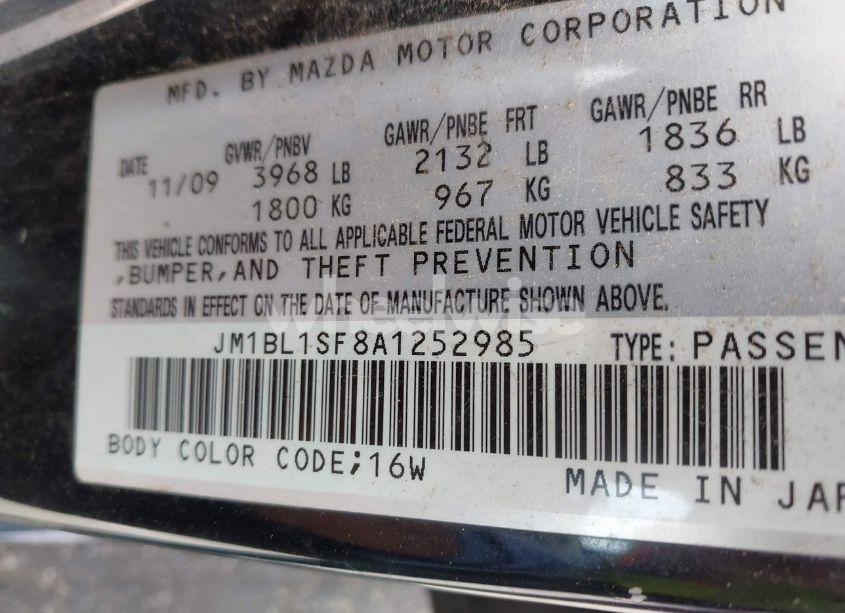 MFD. BY MAZDA MOTOR CORPORATION
DATE GVWR/PNBV GAWR/PNBE FRT GAWR/PNBE RR
11/09 3968 LB 2132 LB 1836 LB
1800 KG 967 KG 833 KG
THIS VEHICLE CONFORMS TO ALL APPLICABLE FEDERAL MOTOR VEHICLE SAFETY
,BUMPER,AND THEFT PREVENTION
STANDARDS IN EFFECT ON THE DATE OF MANUFACTURE SHOWN ABOVE.
wheelwise
JM1BL1SF8A1252985 TYPE: PASSEN
BODY COLOR CODE;16W
MADE IN JAP